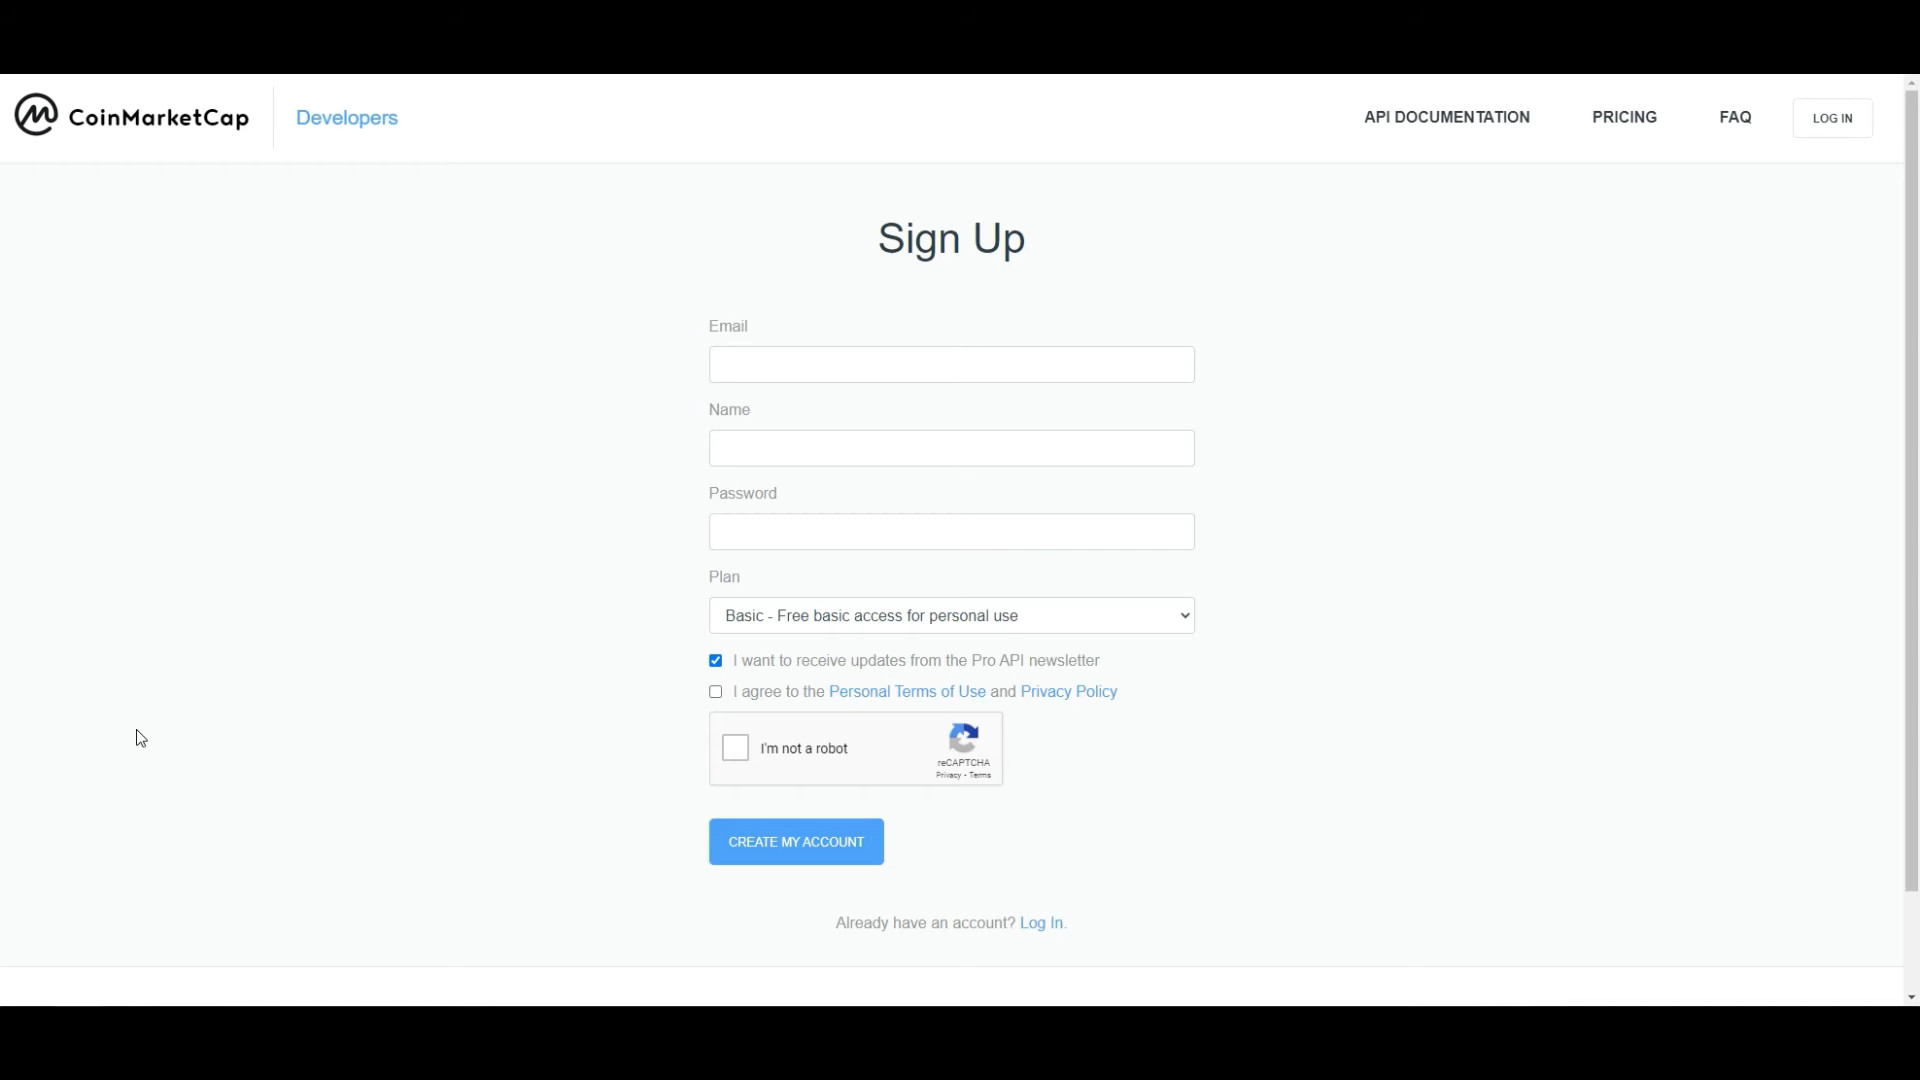 CoinMarketCap
Developers
API DOCUMENTATION
PRICING
FAQ
LOG IN
Sign Up
Email
Name
Password
Plan
Basic - Free basic access for personal use
I want to receive updates from the Pro API newsletter
I agree to the Personal Terms of Use and Privacy Policy
I'm not a robot
reCAPTCHA
Privacy - Terms
CREATE MY ACCOUNT
Already have an account? Log In.